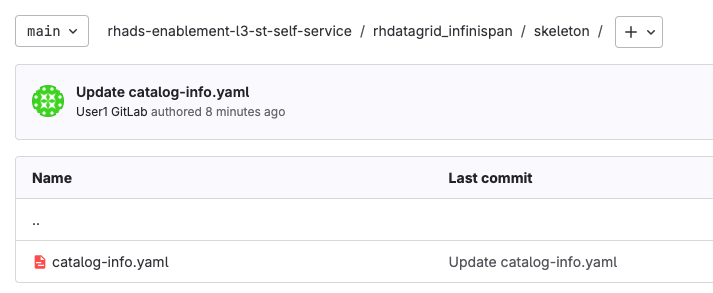 main rhads-enablement-l3-st-self-service / rhdatagrid_infinispan / skeleton / +
Update catalog-info.yaml
User1 GitLab authored 8 minutes ago
Name Last commit
..
catalog-info.yaml Update catalog-info.yaml